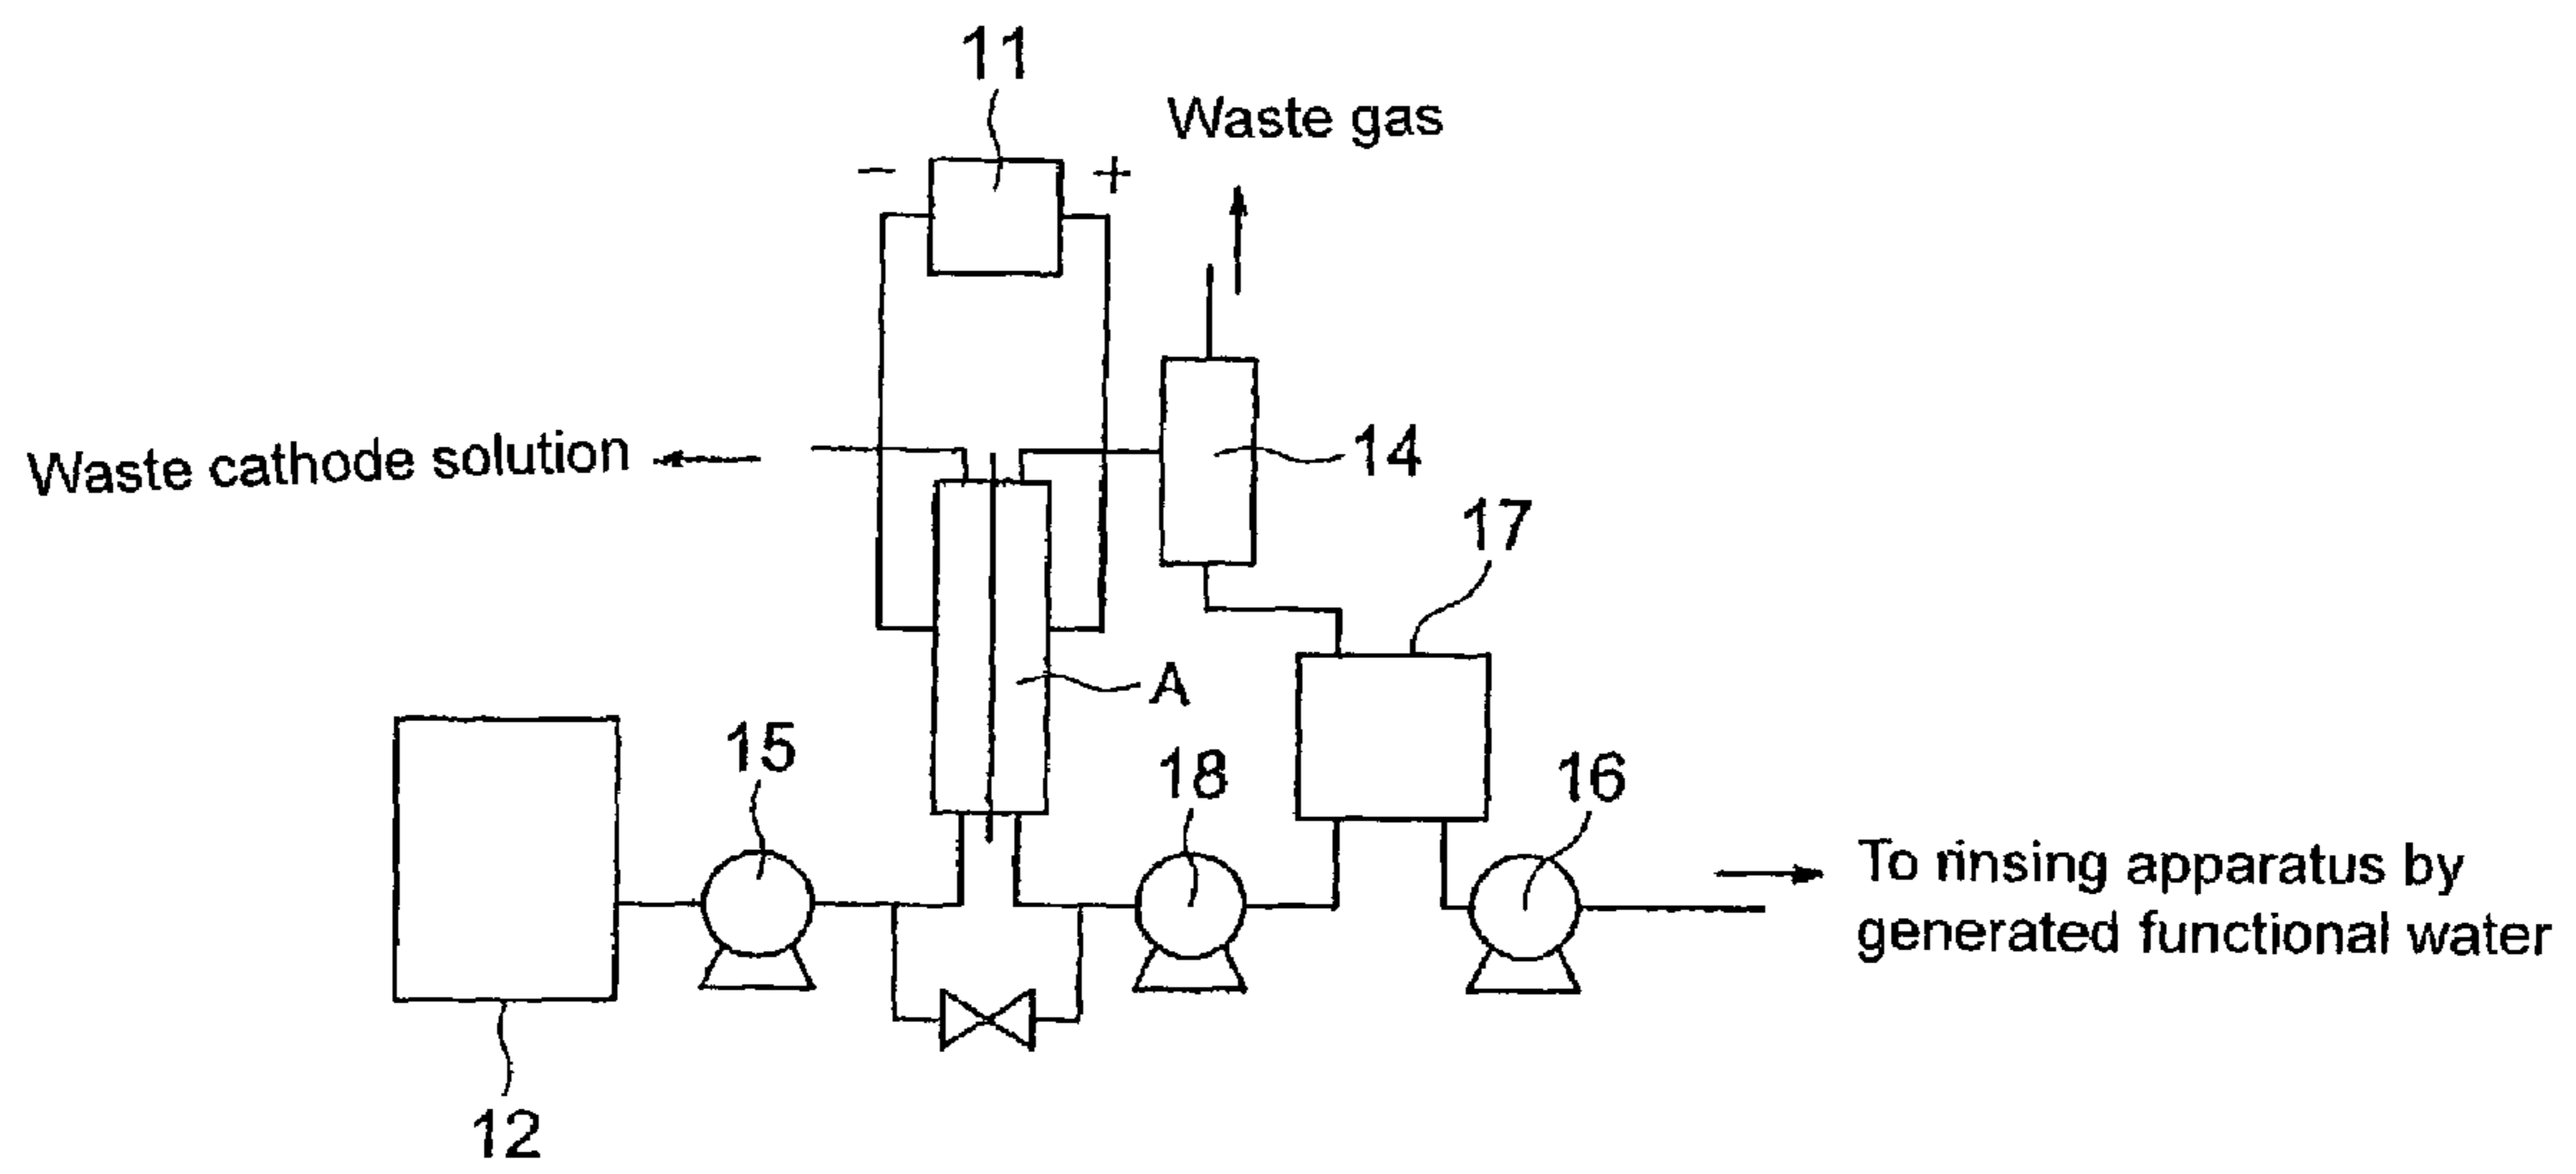 11
Waste gas
− +
Waste cathode solution
14
17
A
15
18
16
To rinsing apparatus by
generated functional water
12